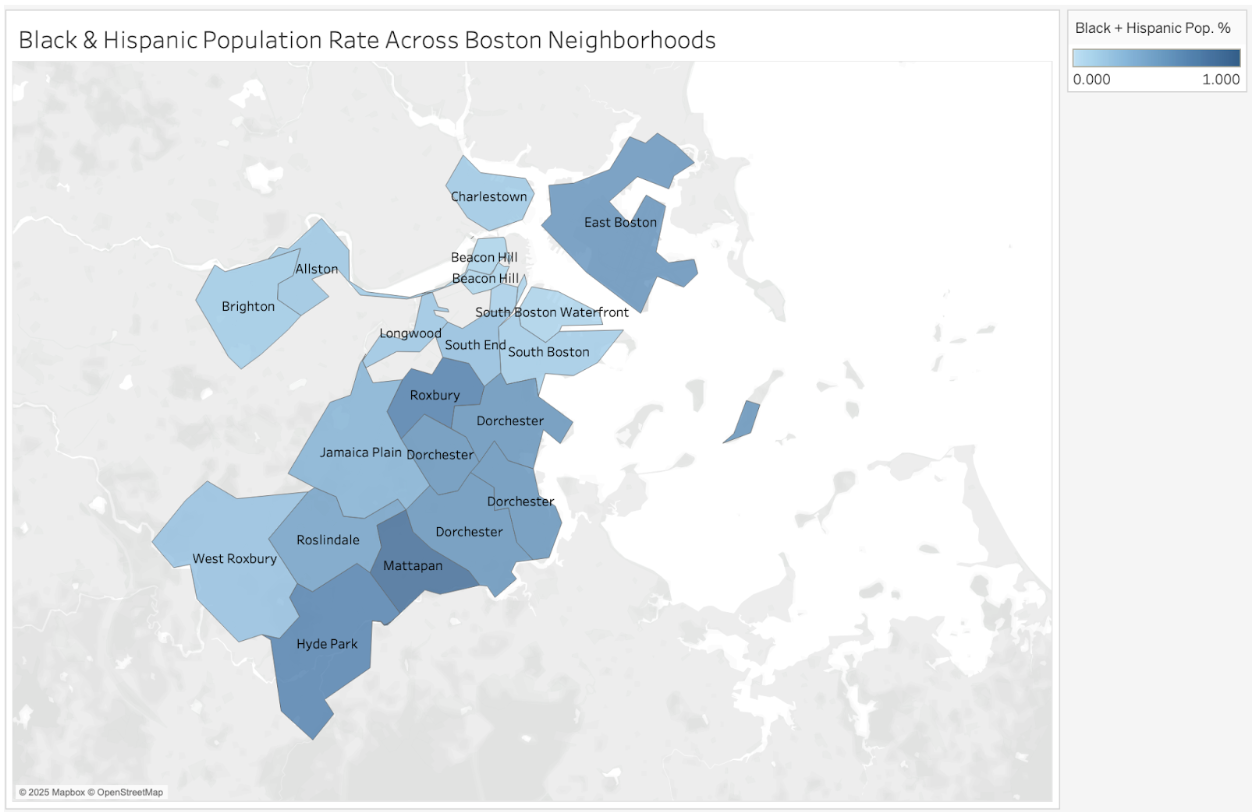 Black & Hispanic Population Rate Across Boston Neighborhoods
Black + Hispanic Pop. %
0.000 1.000
Charlestown
East Boston
Beacon Hill
Allston
Beacon Hill
Brighton
South Boston Waterfront
Longwood
South End
South Boston
Roxbury
Dorchester
Jamaica Plain
Dorchester
Dorchester
Dorchester
Roslindale
West Roxbury
Mattapan
Hyde Park
© 2025 Mapbox © OpenStreetMap